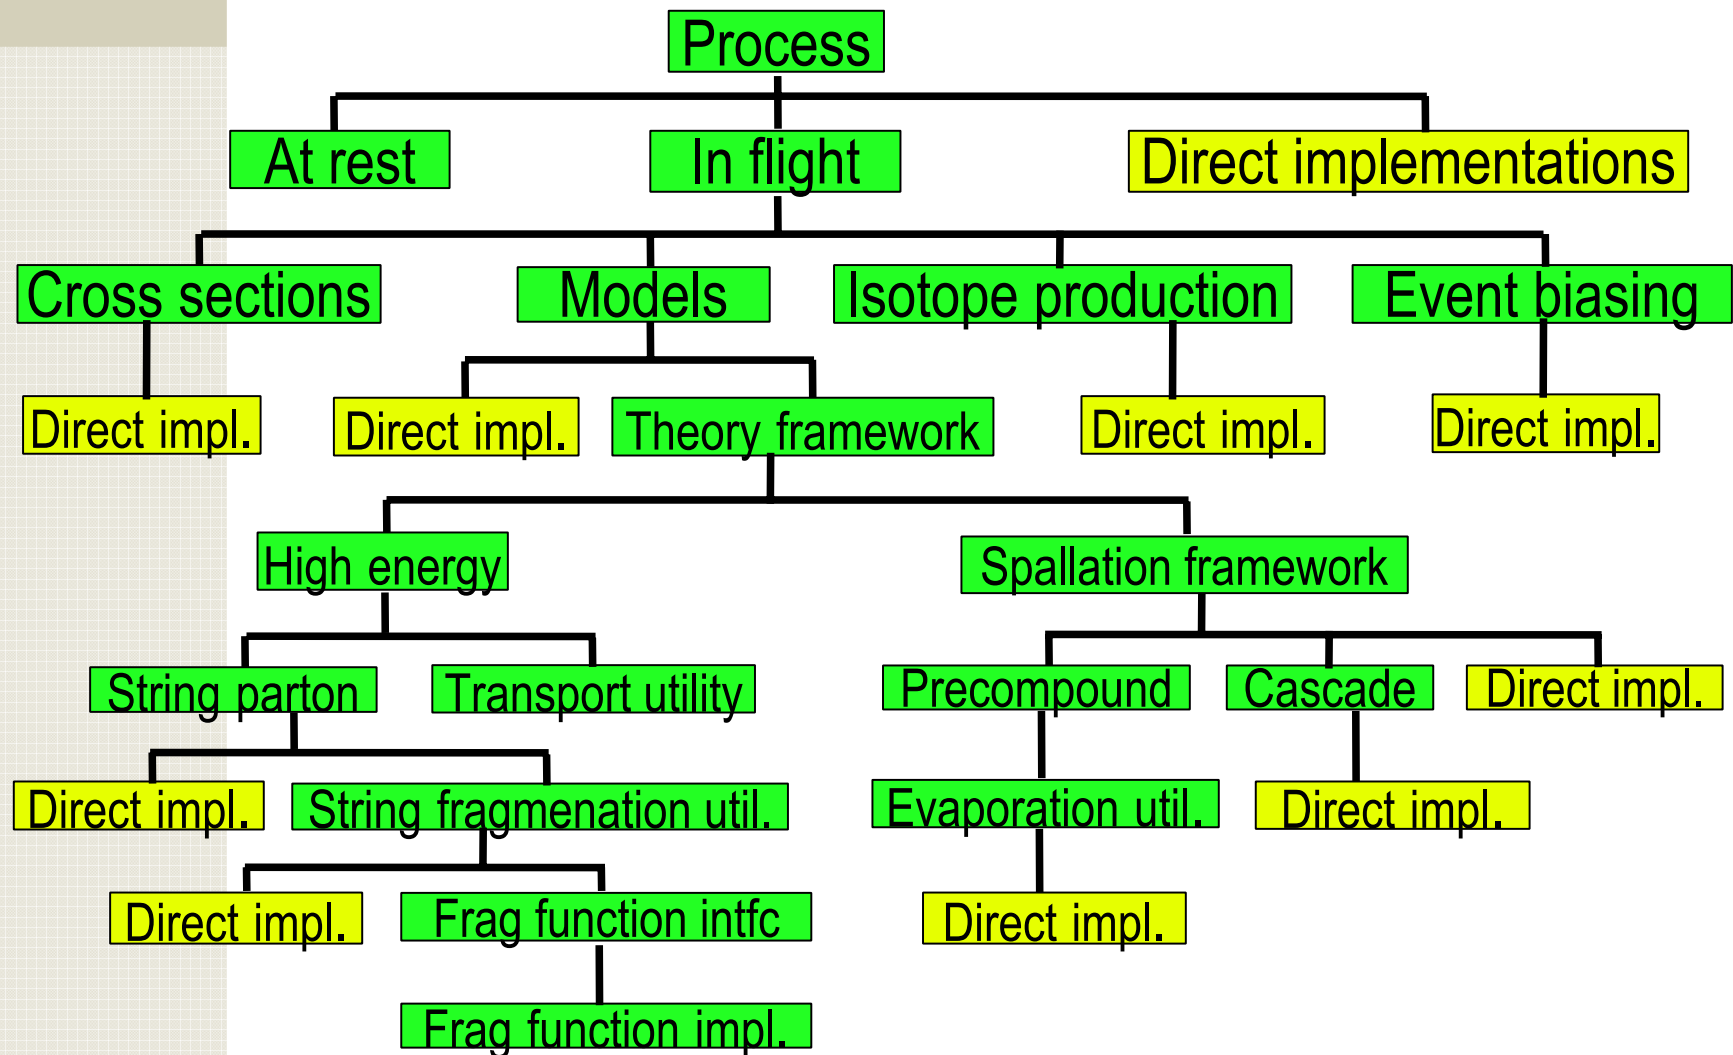 Process
At rest
In flight
Direct implementations
Cross sections
Models
Isotope production
Event biasing
Direct impl.
Direct impl.
Theory framework
Direct impl.
Direct impl.
High energy
Spallation framework
String parton
Transport utility
Precompound
Cascade
Direct impl.
Direct impl.
String fragmenation util.
Evaporation util.
Direct impl.
Direct impl.
Frag function intfc
Direct impl.
Frag function impl.